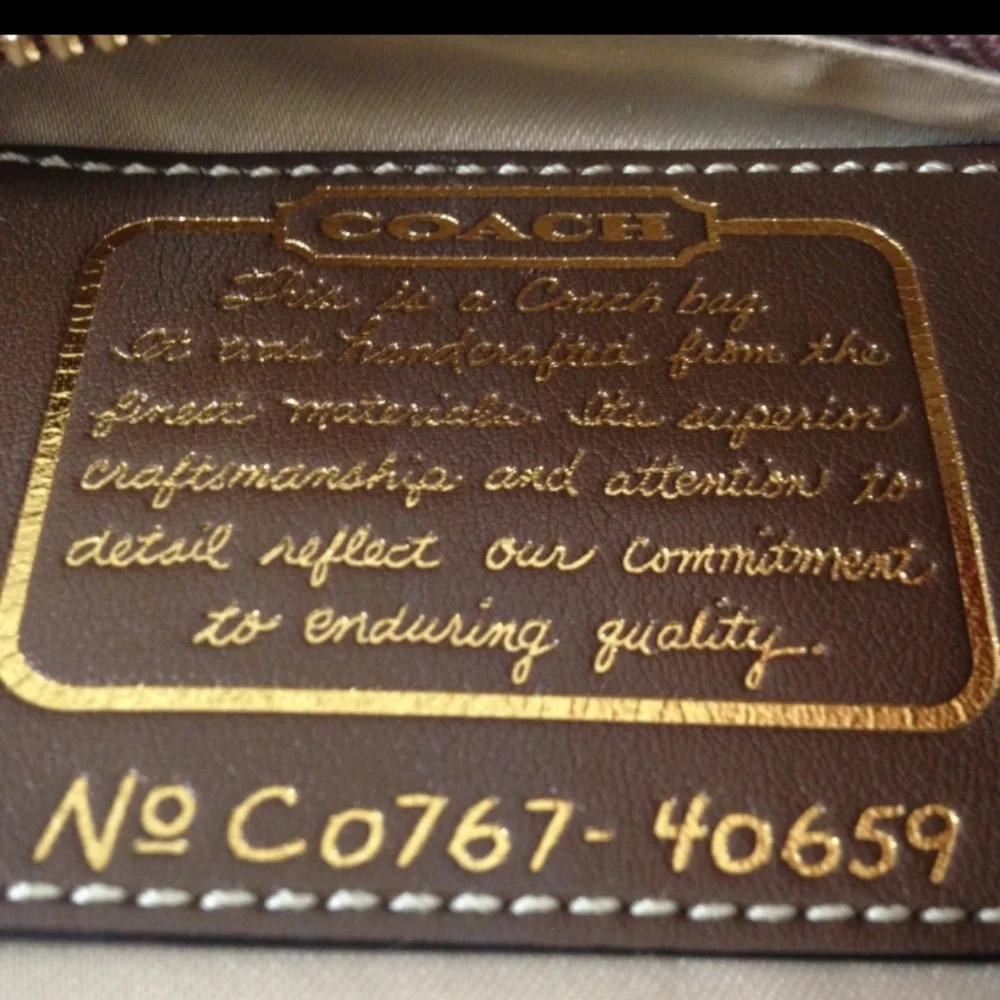 COACH
This is a Coach bag.
It was handcrafted from the
finest materials. Its superior
craftsmanship and attention to
detail reflect our commitment
to enduring quality.
Nº C0767-40659